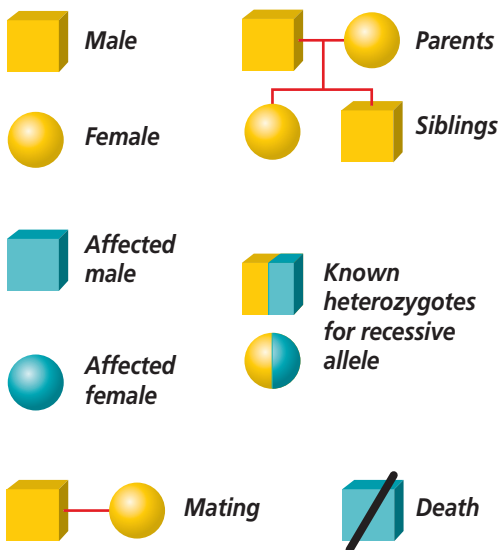 Male
Parents
Female
Siblings
Affected
male
Known
heterozygotes
for recessive
allele
Affected
female
Mating
Death